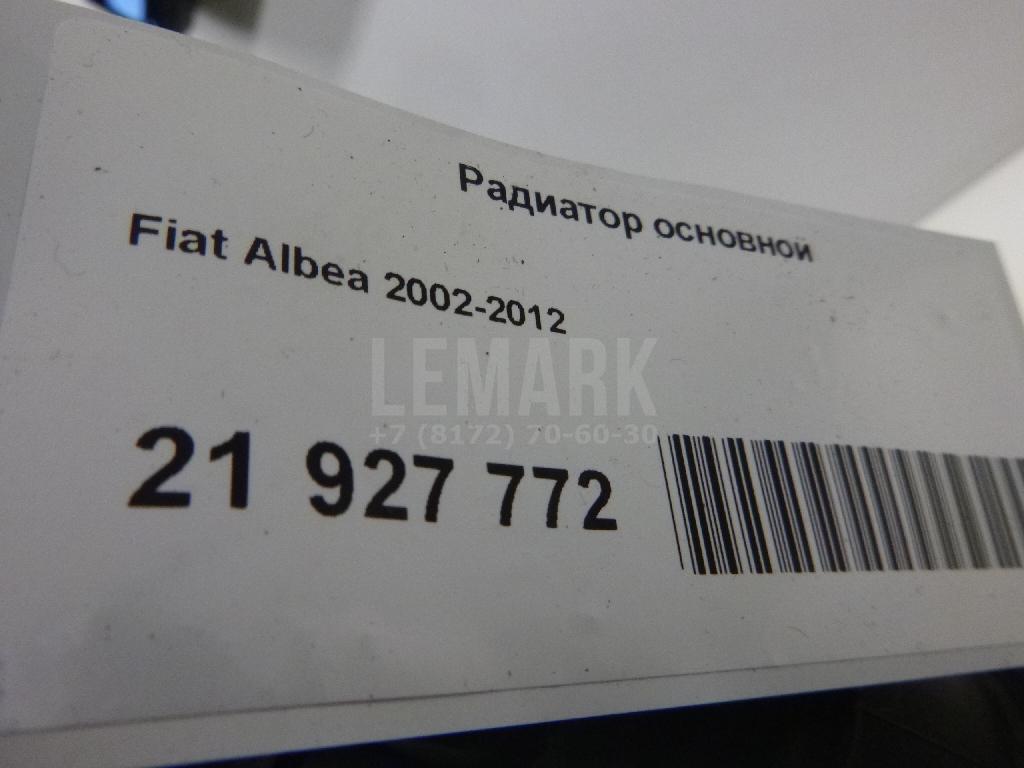 Радиатор основной
Fiat Albea 2002-2012
LEMARK
+7 (8172) 70-60-30
21 927 772